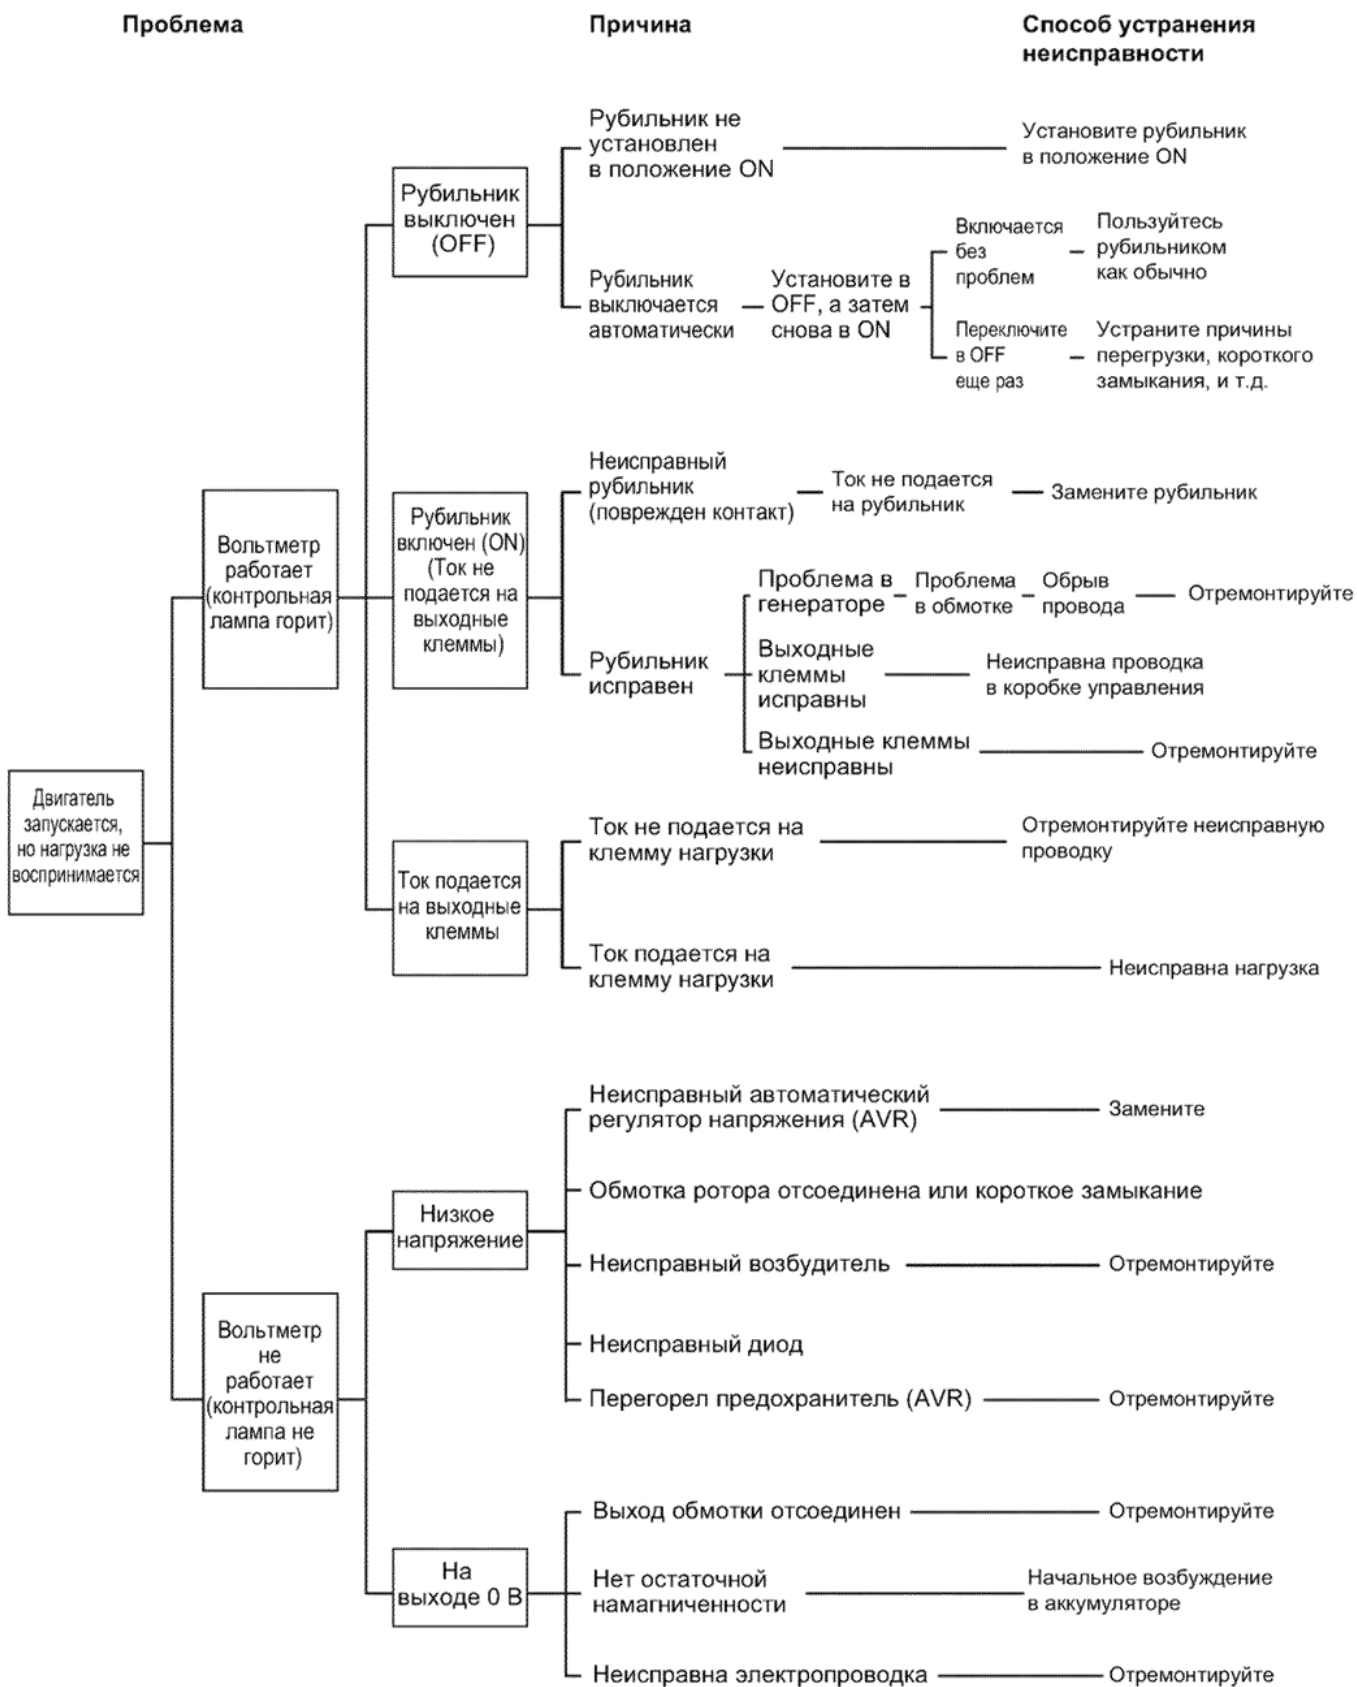 Проблема
Причина
Способ устранения
неисправности
Двигатель
запускается,
но нагрузка не
воспринимается
Вольтметр
работает
(контрольная
лампа горит)
Рубильник
выключен
(OFF)
Рубильник не
установлен
в положение ON
Установите рубильник
в положение ON
Рубильник
выключается
автоматически
Установите в
OFF, а затем
снова в ON
Включается
без
проблем
Пользуйтесь
рубильником
как обычно
Переключите
в OFF
еще раз
Устраните причины
перегрузки, короткого
замыкания, и т.д.
Рубильник
включен (ON)
(Ток не
подается на
выходные
клеммы)
Неисправный
рубильник
(поврежден контакт)
Ток не подается
на рубильник
Замените рубильник
Рубильник
исправен
Проблема в
генераторе
Проблема
в обмотке
Обрыв
провода
Отремонтируйте
Выходные
клеммы
исправны
Неисправна проводка
в коробке управления
Выходные клеммы
неисправны
Отремонтируйте
Ток подается
на выходные
клеммы
Ток не подается на
клемму нагрузки
Отремонтируйте неисправную
проводку
Ток подается на
клемму нагрузки
Неисправна нагрузка
Вольтметр
не
работает
(контрольная
лампа не
горит)
Низкое
напряжение
Неисправный автоматический
регулятор напряжения (AVR)
Замените
Обмотка ротора отсоединена или короткое замыкание
Неисправный возбудитель
Отремонтируйте
Неисправный диод
Перегорел предохранитель (AVR)
Отремонтируйте
На
выходе 0 В
Выход обмотки отсоединен
Отремонтируйте
Нет остаточной
намагниченности
Начальное возбуждение
в аккумуляторе
Неисправна электропроводка
Отремонтируйте